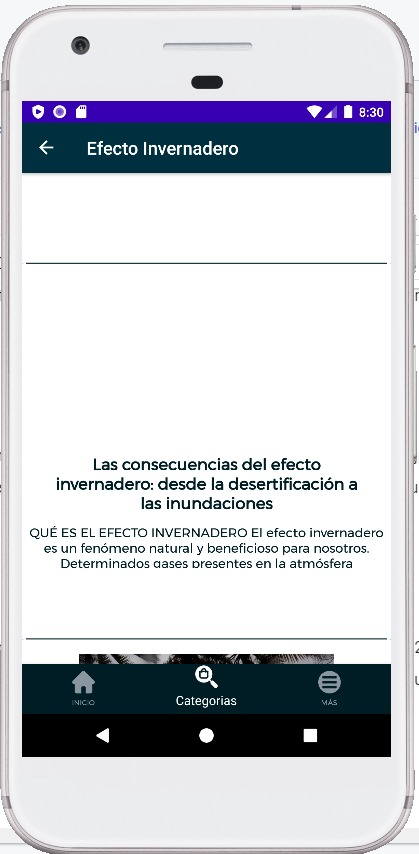 8:30
Efecto Invernadero
Las consecuencias del efecto
invernadero: desde la desertificación a
las inundaciones
QUÉ ES EL EFECTO INVERNADERO El efecto invernadero
es un fenómeno natural y beneficioso para nosotros.
Determinados gases presentes en la atmósfera
INICIO
Categorias
MÁS